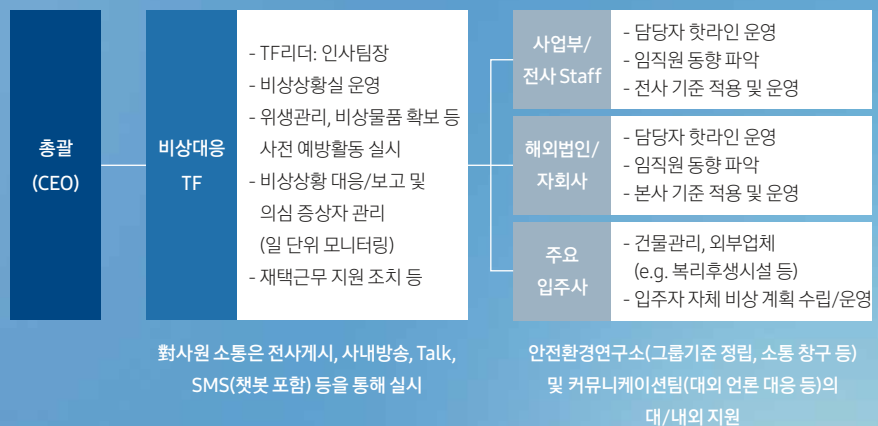 총괄
(CEO)
비상대응
TF
- TF리더: 인사팀장
- 비상상황실 운영
- 위생관리, 비상물품 확보 등
사전 예방활동 실시
- 비상상황 대응/보고 및
의심 증상자 관리
(일 단위 모니터링)
- 재택근무 지원 조치 등
사업부/
전사 Staff
- 담당자 핫라인 운영
- 임직원 동향 파악
- 전사 기준 적용 및 운영
해외법인/
자회사
- 담당자 핫라인 운영
- 임직원 동향 파악
- 본사 기준 적용 및 운영
주요
입주사
- 건물관리, 외부업체
(e.g. 복리후생시설 등)
- 입주자 자체 비상 계획 수립/운영
對사원 소통은 전사게시, 사내방송, Talk,
SMS(챗봇 포함) 등을 통해 실시
안전환경연구소(그룹기준 정립, 소통 창구 등)
및 커뮤니케이션팀(대외 언론 대응 등)의
대/내외 지원